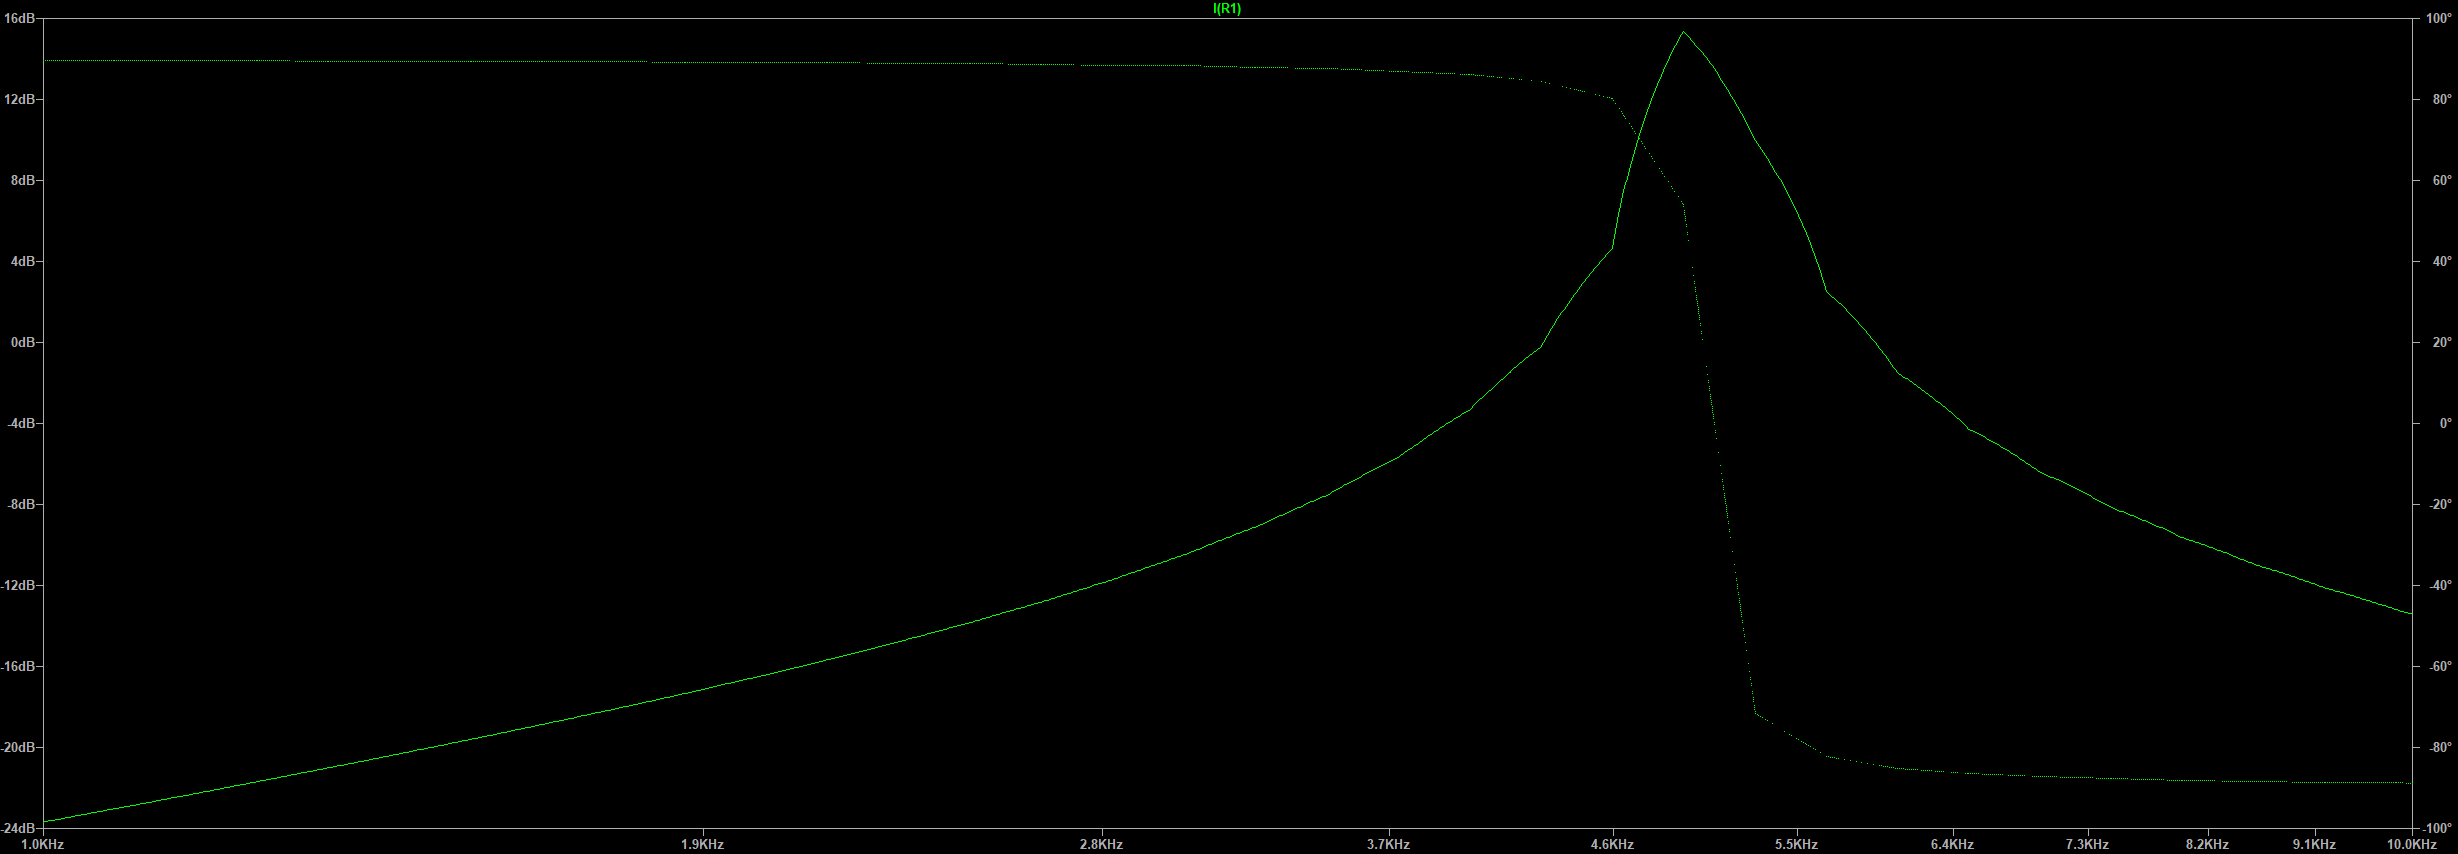 I(R1)
16dB
12dB
8dB
4dB
0dB
-4dB
-8dB
-12dB
-16dB
-20dB
-24dB
100°
80°
60°
40°
20°
0°
-20°
-40°
-60°
-80°
-100°
1.0KHz 1.9KHz 2.8KHz 3.7KHz 4.6KHz 5.5KHz 6.4KHz 7.3KHz 8.2KHz 9.1KHz 10.0KHz